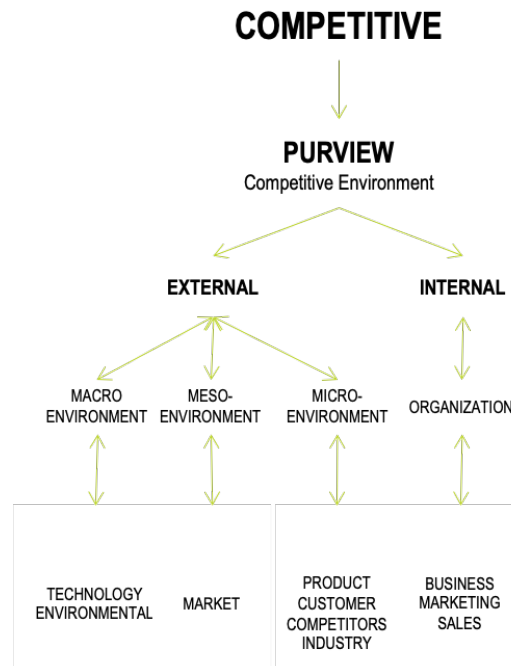 COMPETITIVE
PURVIEW
Competitive Environment
EXTERNAL
INTERNAL
MACRO
ENVIRONMENT
MESO-
ENVIRONMENT
MICRO-
ENVIRONMENT
ORGANIZATION
TECHNOLOGY
ENVIRONMENTAL
MARKET
PRODUCT
CUSTOMER
COMPETITORS
INDUSTRY
BUSINESS
MARKETING
SALES